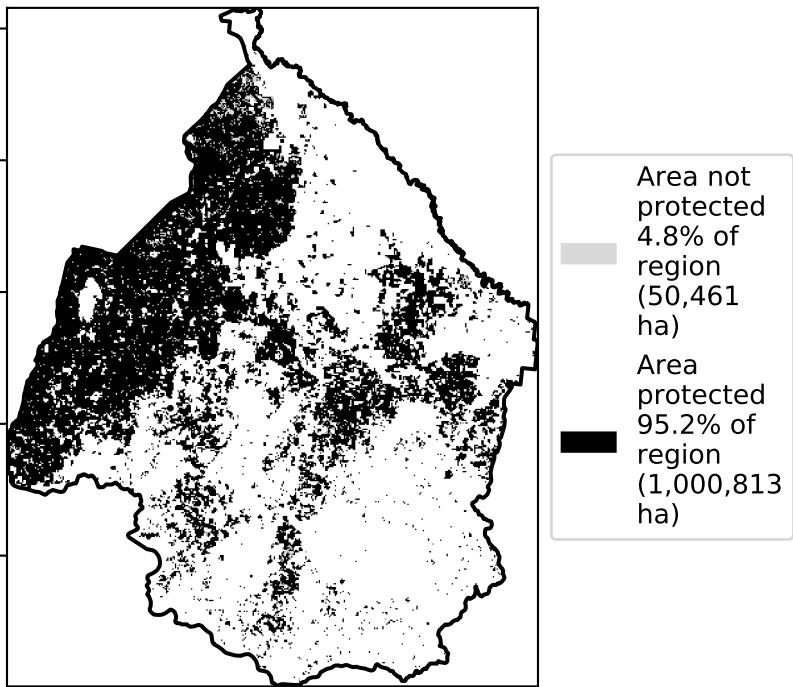 Area not
protected
4.8% of
region
(50,461
ha)
Area
protected
95.2% of
region
(1,000,813
ha)